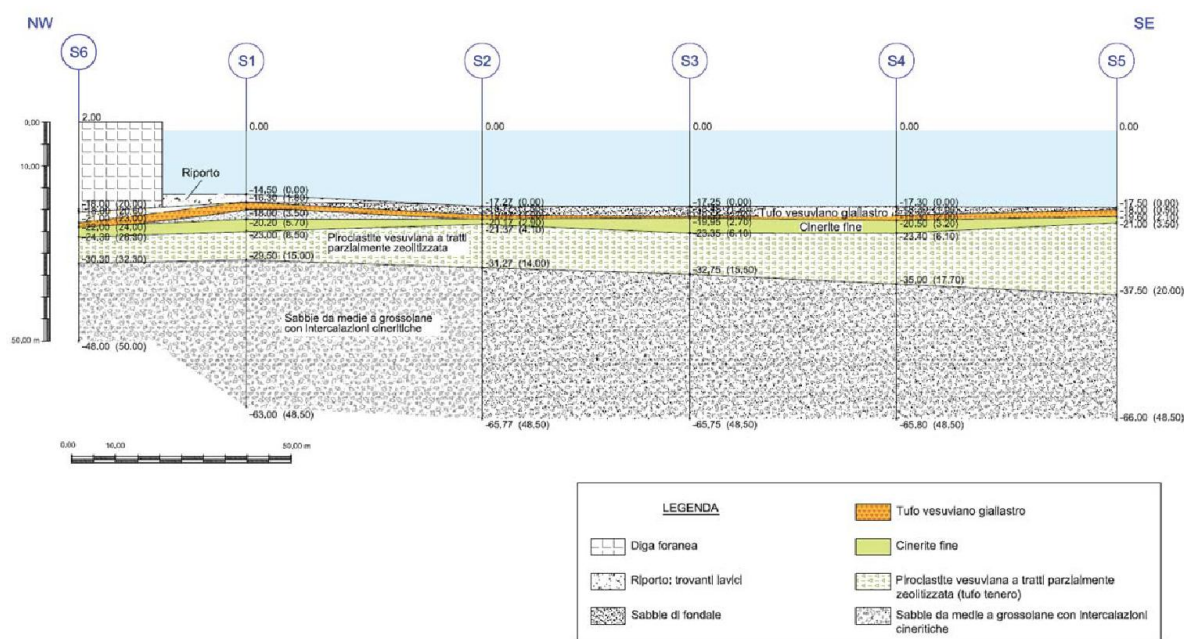 NW
SE
S6
S1
S2
S3
S4
S5
2.00
0.00
0.00
0.00
0.00
0.00
0,00
10,00
50,00 m
Riporto
-14,50 (0.00)
-17,27 (0.00)
-17.25 (0.00)
-17.30 (0.00)
-17.50 (0.00)
-18.00 (20.00)
-18.00 (3.50)
Tufo vesuviano giallastro
-22.00 (24.00)
-20.20 (5.70)
-19,95 (2.70)
Cinerite fine
-20.50 (3.20)
-21.00 (3.50)
-23.00 (8.50)
Piroclastite vesuviana a tratti
parzialmente zeolitizzata
-21,37 (4.10)
-23,35 (6.10)
-23.40 (6.10)
-30.30 (32.30)
-29.50 (15.00)
-31,27 (14.00)
-32,75 (15.50)
-35,00 (17.70)
-37.50 (20.00)
Sabbie da medie a grossolane
con intercalazioni cineritiche
-48.00 (50.00)
-63,00 (48.50)
-65,77 (48.50)
-65,75 (48.50)
-65,80 (48.50)
-66,00 (48.50)
0.00
10,00
50,00 m
LEGENDA
Diga foranea
Riporto: trovanti lavici
Sabbie di fondale
Tufo vesuviano giallastro
Cinerite fine
Piroclastite vesuviana a tratti parzialmente
zeolitizzata (tufo tenero)
Sabbie da medie a grossolane con intercalazioni
cineritiche